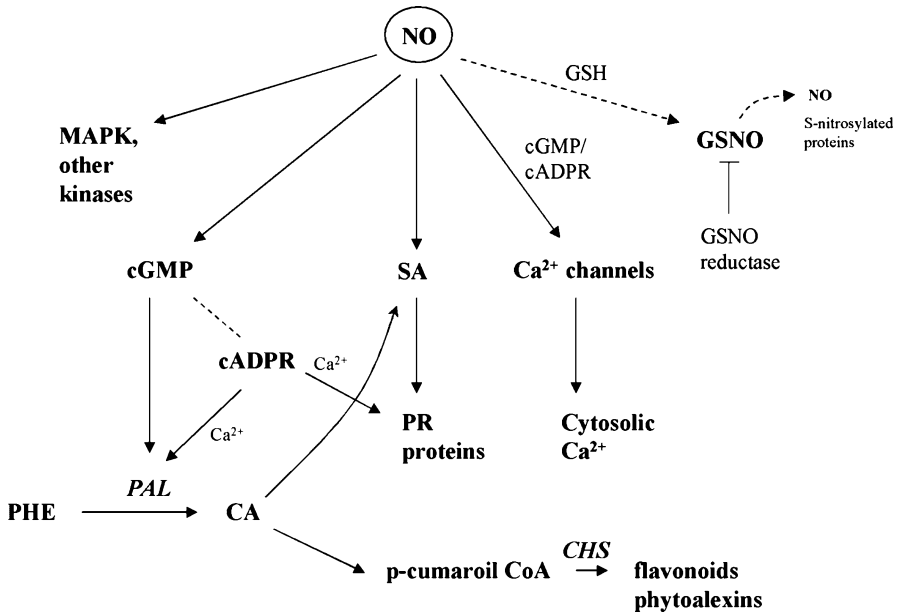 NO
GSH
NO
MAPK,
other
kinases
cGMP/
cADPR
GSNO
S-nitrosylated
proteins
GSNO
reductase
cGMP
SA
Ca²⁺ channels
cADPR
Ca²⁺
Ca²⁺
PR
proteins
Cytosolic
Ca²⁺
PAL
PHE
CA
p-cumaroil CoA
CHS
flavonoids
phytoalexins